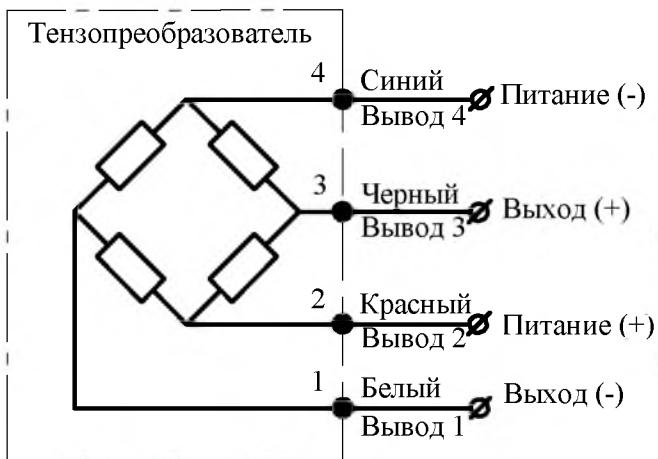 Тензопреобразователь
4 Синий
Вывод 4
Питание (-)
3 Черный
Вывод 3
Выход (+)
2 Красный
Вывод 2
Питание (+)
1 Белый
Вывод 1
Выход (-)